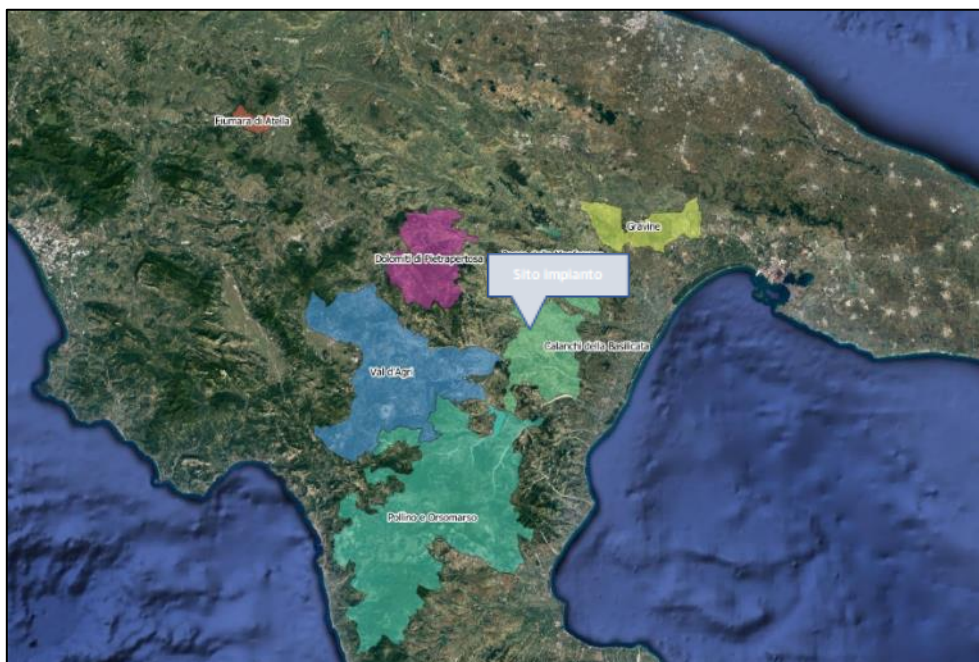 Fiumara di Atella
Gravine
Dolomiti di Pietrapertosa
Sito impianto
Calanchi della Basilicata
Val d'Agri
Pollino e Orsomarso